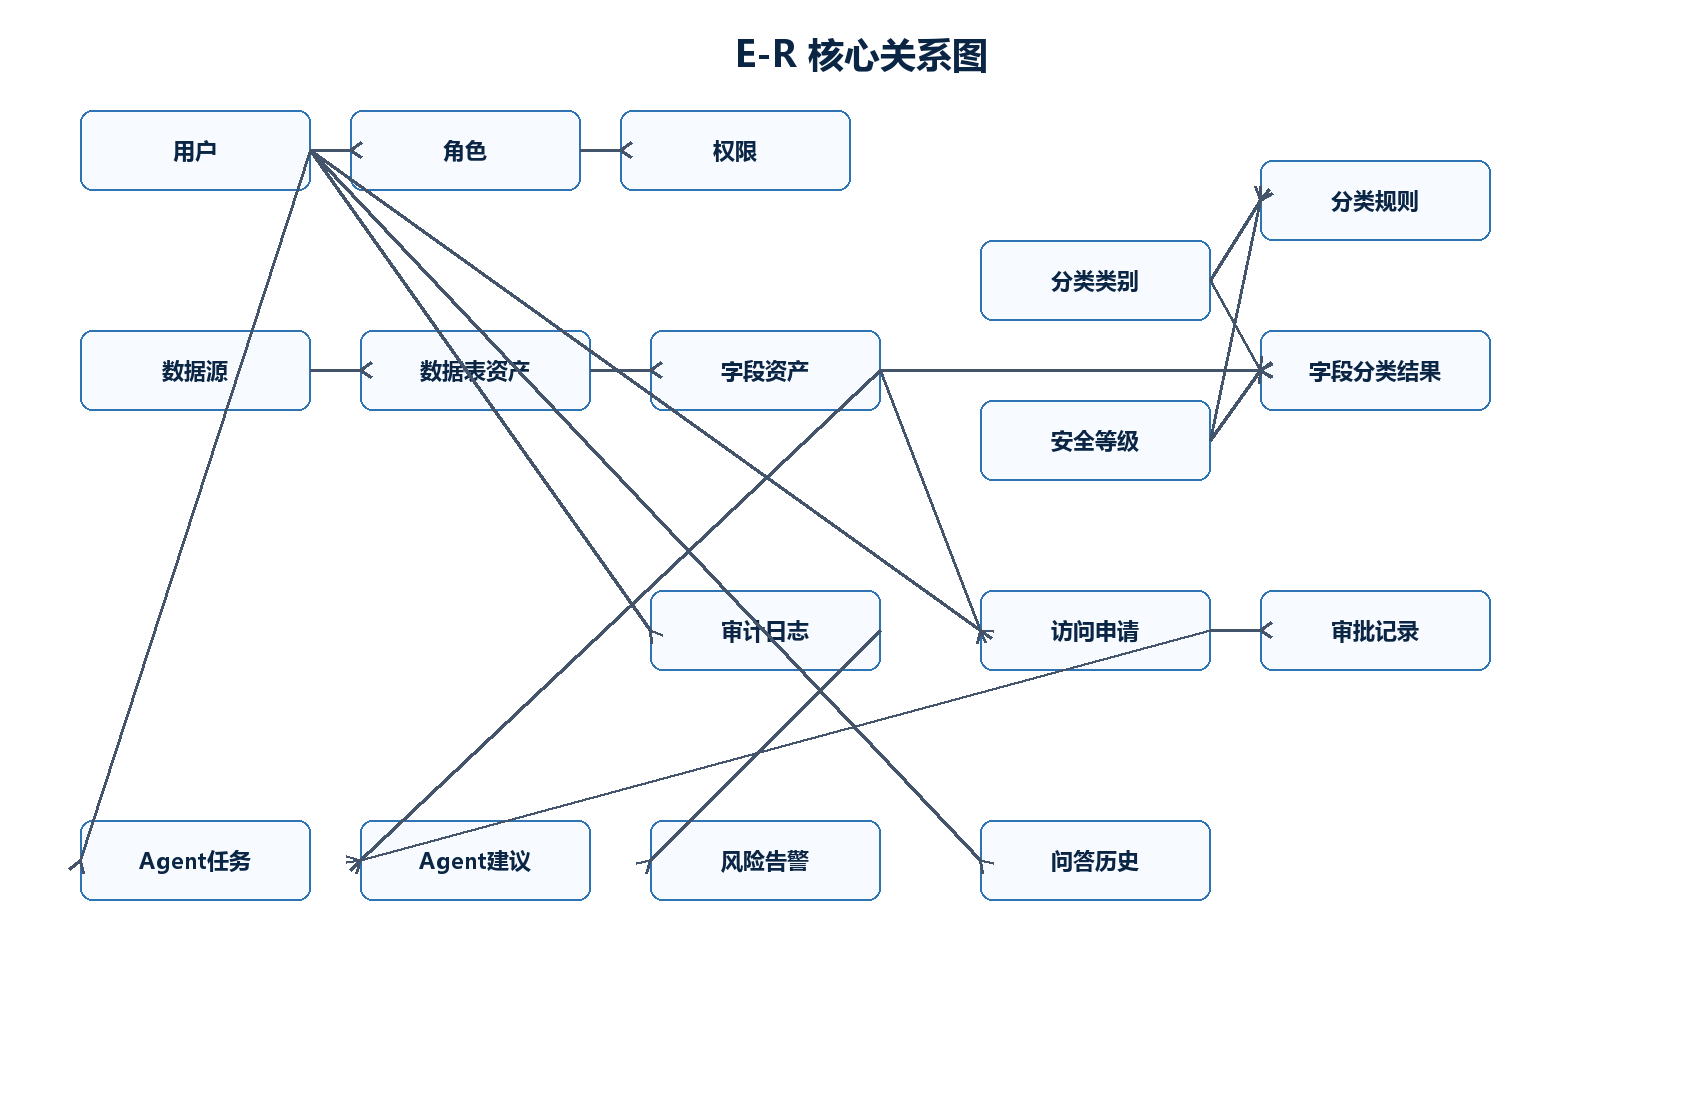 E-R 核心关系图
用户
角色
权限
分类规则
分类类别
数据源
数据表资产
字段资产
字段分类结果
安全等级
审计日志
访问申请
审批记录
Agent任务
Agent建议
风险告警
问答历史